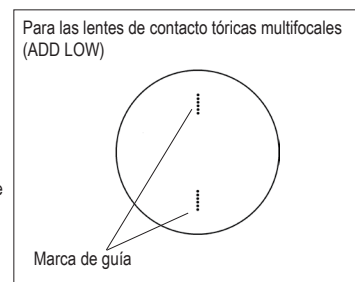 Para las lentes de contacto tóricas multifocales
(ADD LOW)
Marca de guía